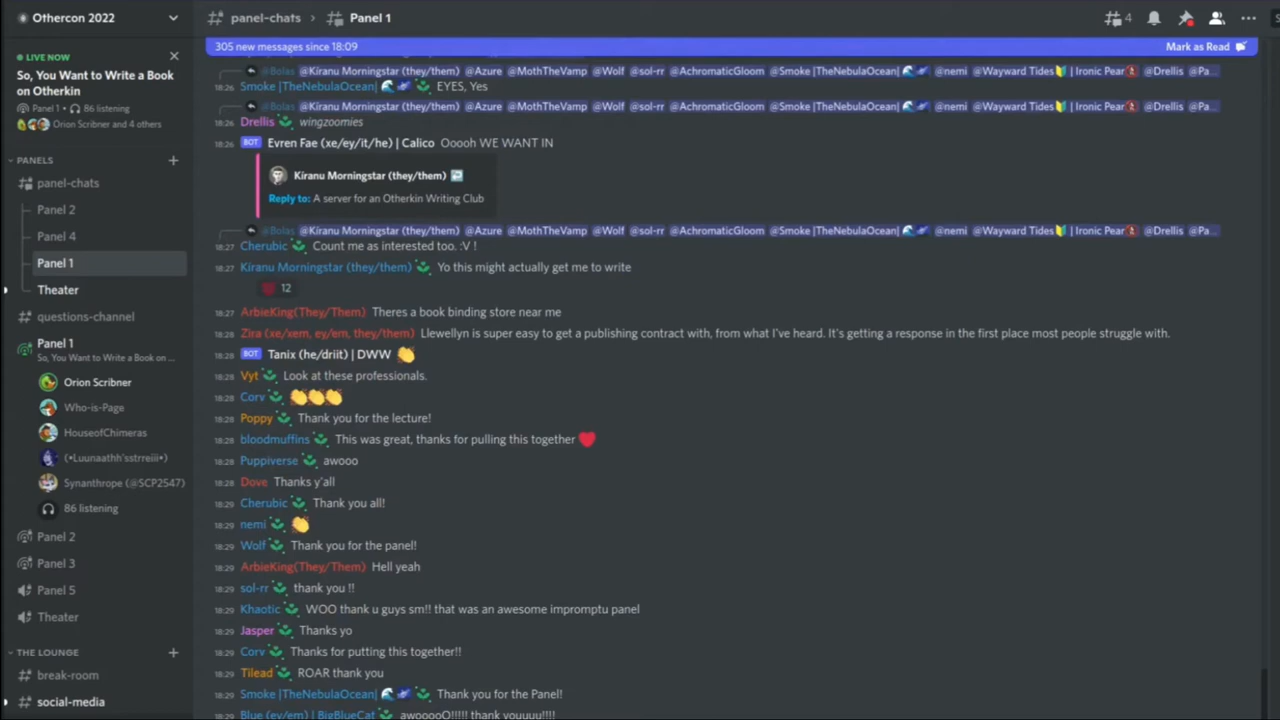 Othercon 2022
panel-chats > Panel 1
4
305 new messages since 18:09
Mark as Read
LIVE NOW
So, You Want to Write a Book on Otherkin
Panel 1 • 86 listening
Orion Scribner and 4 others
PANELS
panel-chats
Panel 2
Panel 4
Panel 1
Theater
questions-channel
Panel 1
So, You Want to Write a Book on ...
Orion Scribner
Who-is-Page
HouseofChimeras
(•Luunaathh'sstrreiii•)
Synanthrope (@SCP2547)
86 listening
Panel 2
Panel 3
Panel 5
Theater
THE LOUNGE
break-room
social-media
@Bolas @Kíranu Morningstar (they/them) @Azure @MothTheVamp @Wolf @sol-rr @AchromaticGloom @Smoke |TheNebulaOcean| 🌊🌌 @nemi @Wayward Tides🔰 | Ironic Pear @Drellis @Pa...
18:26 Smoke |TheNebulaOcean| 🌊🌌 EYES, Yes
@Bolas @Kíranu Morningstar (they/them) @Azure @MothTheVamp @Wolf @sol-rr @AchromaticGloom @Smoke |TheNebulaOcean| 🌊🌌 @nemi @Wayward Tides🔰 | Ironic Pear @Drellis @Pa...
18:26 Drellis wingzoomies
18:26 BOT Evren Fae (xe/ey/it/he) | Calico Ooooh WE WANT IN
Kíranu Morningstar (they/them) ↩️
Reply to: A server for an Otherkin Writing Club
@Bolas @Kíranu Morningstar (they/them) @Azure @MothTheVamp @Wolf @sol-rr @AchromaticGloom @Smoke |TheNebulaOcean| 🌊🌌 @nemi @Wayward Tides🔰 | Ironic Pear @Drellis @Pa...
18:27 Cherubic Count me as interested too. :V !
18:27 Kíranu Morningstar (they/them) Yo this might actually get me to write
12
18:27 ArbieKing(They/Them) Theres a book binding store near me
18:28 Zira (xe/xem, ey/em, they/them) Llewellyn is super easy to get a publishing contract with, from what I've heard. It's getting a response in the first place most people struggle with.
18:28 BOT Tanix (he/driit) | DWW 👏
18:28 Vyt Look at these professionals.
18:28 Corv 👏👏👏
18:28 Poppy Thank you for the lecture!
18:28 bloodmuffins This was great, thanks for pulling this together ❤️
18:28 Puppiverse awooo
18:28 Dove Thanks y'all
18:29 Cherubic Thank you all!
18:29 nemi 👏
18:29 Wolf Thank you for the panel!
18:29 ArbieKing(They/Them) Hell yeah
18:29 sol-rr thank you !!
18:29 Khaotic WOO thank u guys sm!! that was an awesome impromptu panel
18:29 Jasper Thanks yo
18:29 Corv Thanks for putting this together!!
18:29 Tilead ROAR thank you
18:29 Smoke |TheNebulaOcean| 🌊🌌 Thank you for the Panel!
18:29 Blue (ey/em) | BigBlueCat awooooO!!!!! thank youuuu!!!!